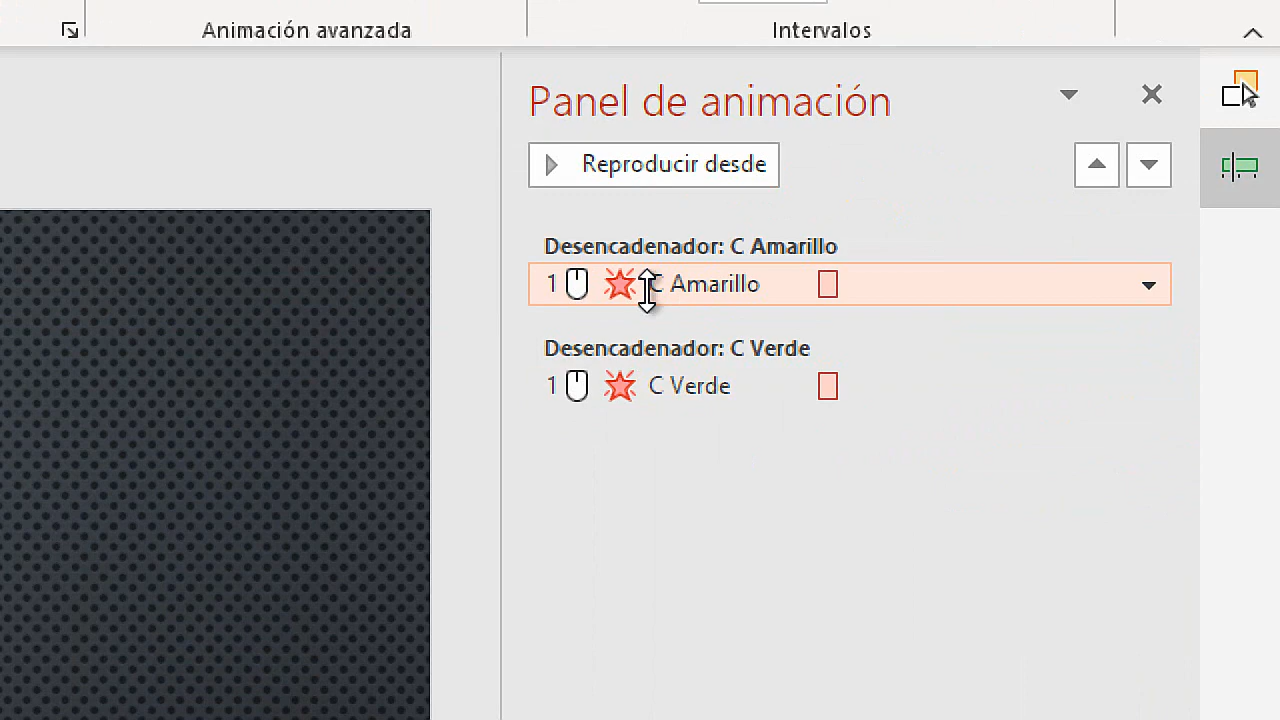 Animación avanzada
Intervalos
Panel de animación
Reproducir desde
Desencadenador: C Amarillo
1 C Amarillo
Desencadenador: C Verde
1 C Verde